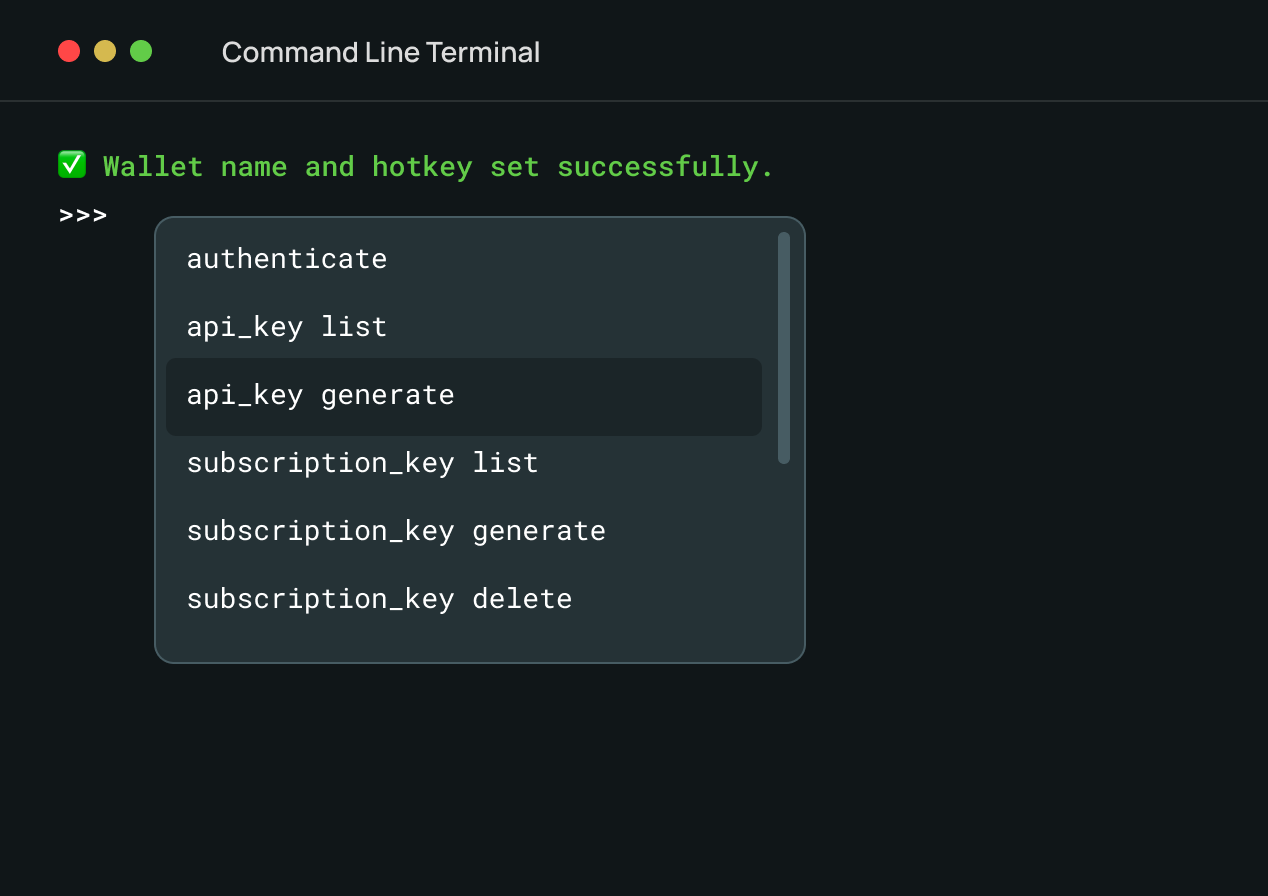 Command Line Terminal
✅ Wallet name and hotkey set successfully.
>>>
authenticate
api_key list
api_key generate
subscription_key list
subscription_key generate
subscription_key delete